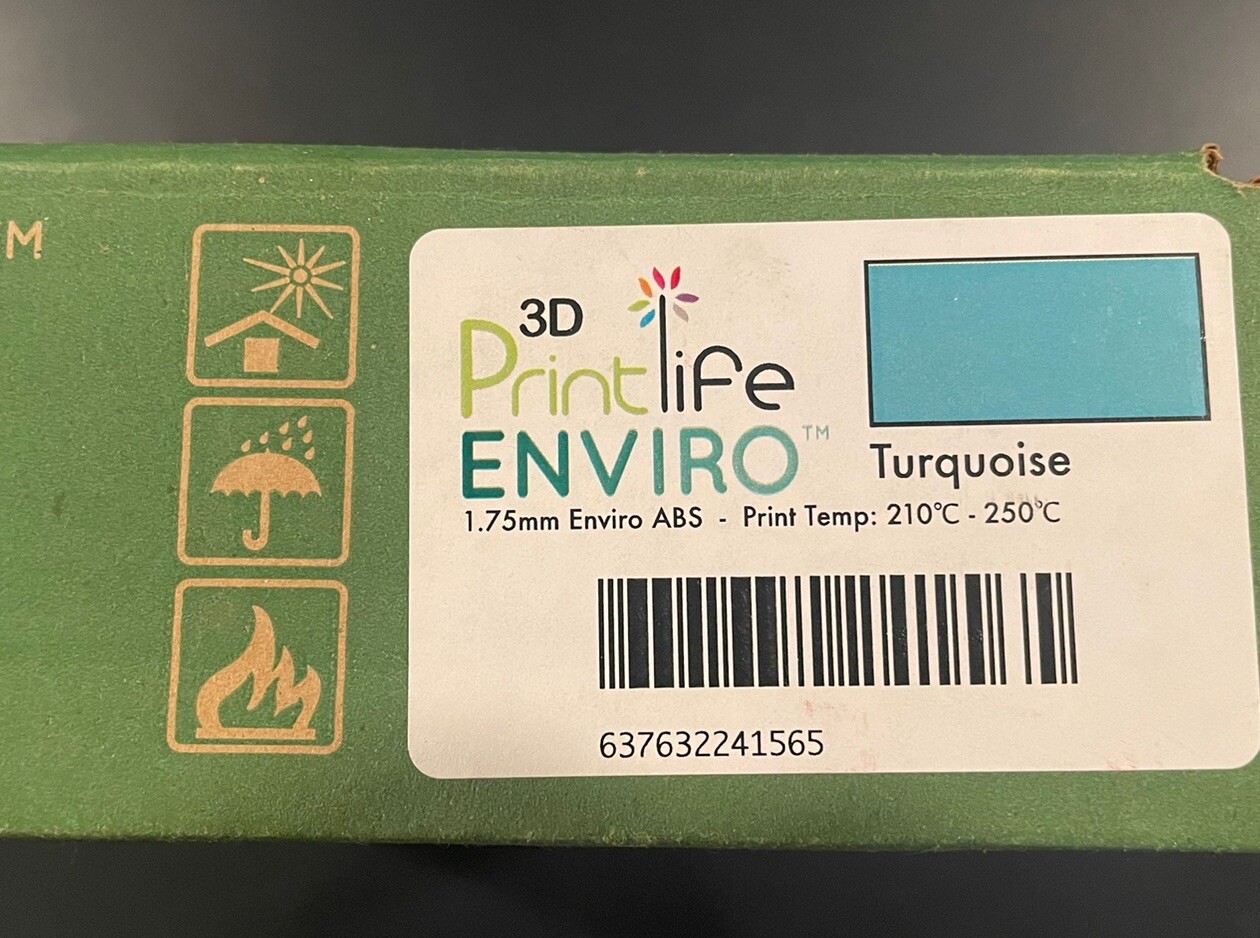 M
3D
Printlife
ENVIRO™
Turquoise
1.75mm Enviro ABS - Print Temp: 210°C - 250°C
637632241565